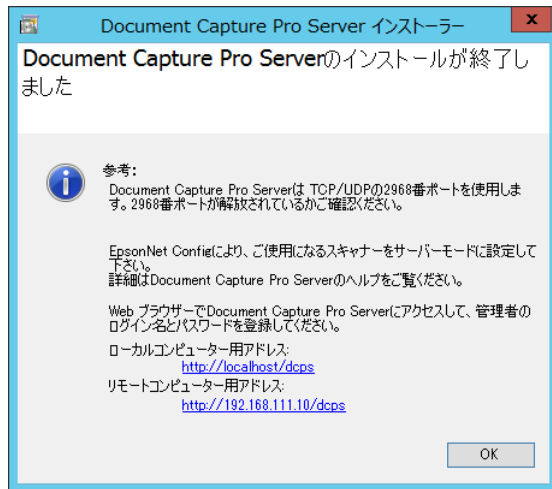 Document Capture Pro Server インストーラー
x
Document Capture Pro Serverのインストールが終了し
ました
参考:
Document Capture Pro Serverは TCP/UDPの2968番ポートを使用しま
す。2968番ポートが解放されているかご確認ください。
EpsonNet Configにより、ご使用になるスキャナーをサーバーモードに設定して
下さい。
詳細はDocument Capture Pro Serverのヘルプをご覧ください。
Web ブラウザーでDocument Capture Pro Serverにアクセスして、管理者の
ログイン名とパスワードを登録してください。
ローカルコンピューター用アドレス:
http://localhost/dcps
リモートコンピューター用アドレス:
http://192.168.111.10/dcps
OK